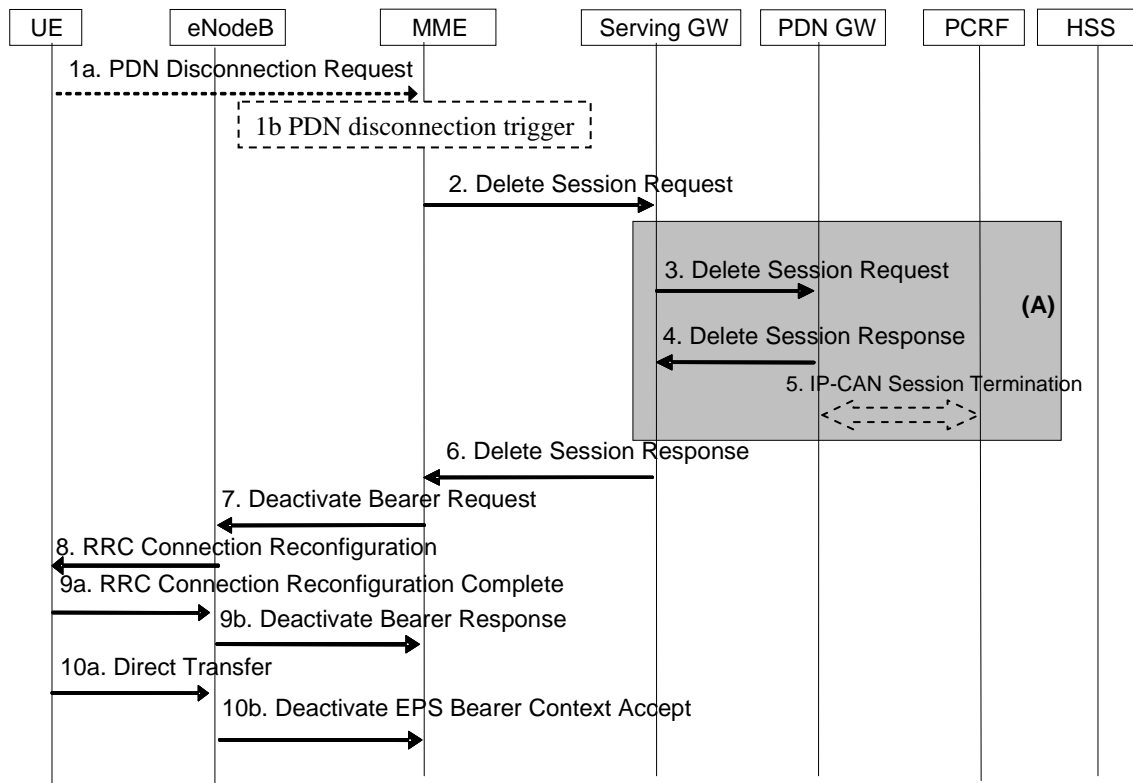 UE eNodeB MME Serving GW PDN GW PCRF HSS
1a. PDN Disconnection Request
1b PDN disconnection trigger
2. Delete Session Request
3. Delete Session Request
(A)
4. Delete Session Response
5. IP-CAN Session Termination
6. Delete Session Response
7. Deactivate Bearer Request
8. RRC Connection Reconfiguration
9a. RRC Connection Reconfiguration Complete
9b. Deactivate Bearer Response
10a. Direct Transfer
10b. Deactivate EPS Bearer Context Accept